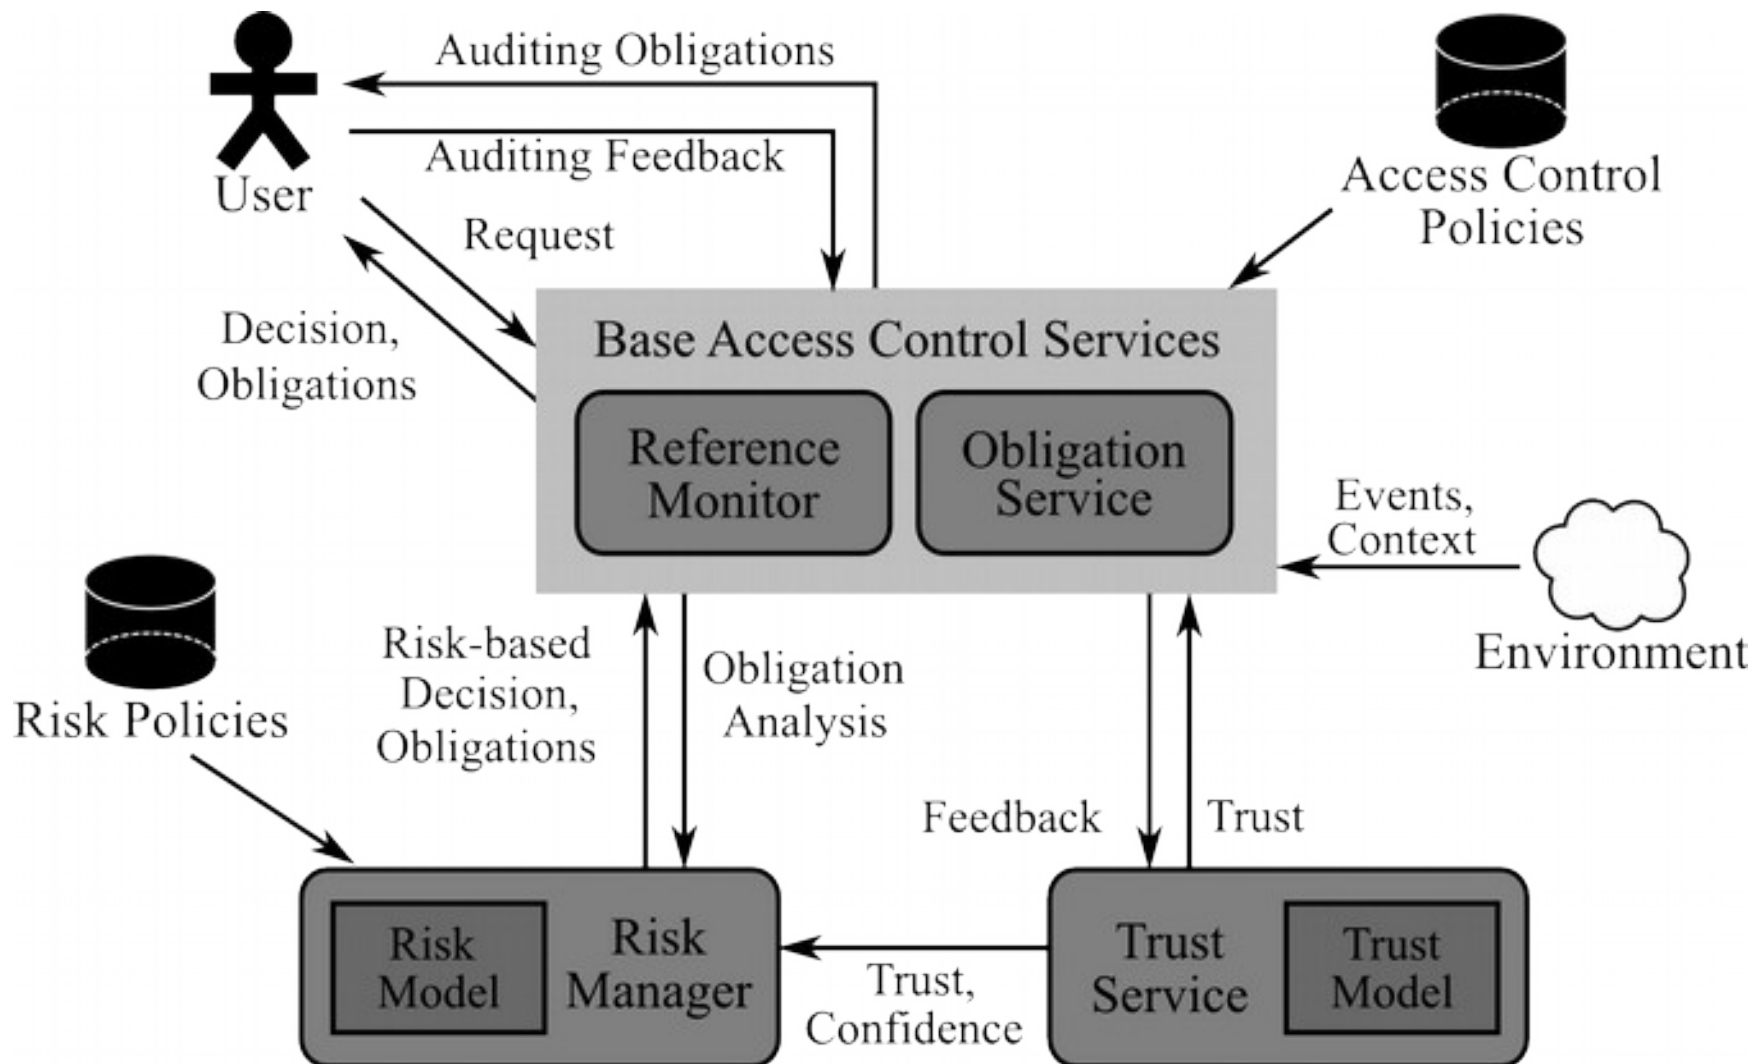 Auditing Obligations
Auditing Feedback
User
Request
Access Control
Policies
Decision,
Obligations
Base Access Control Services
Reference
Monitor
Obligation
Service
Events,
Context
Environment
Risk Policies
Risk-based
Decision,
Obligations
Obligation
Analysis
Feedback
Trust
Risk
Model
Risk
Manager
Trust,
Confidence
Trust
Service
Trust
Model